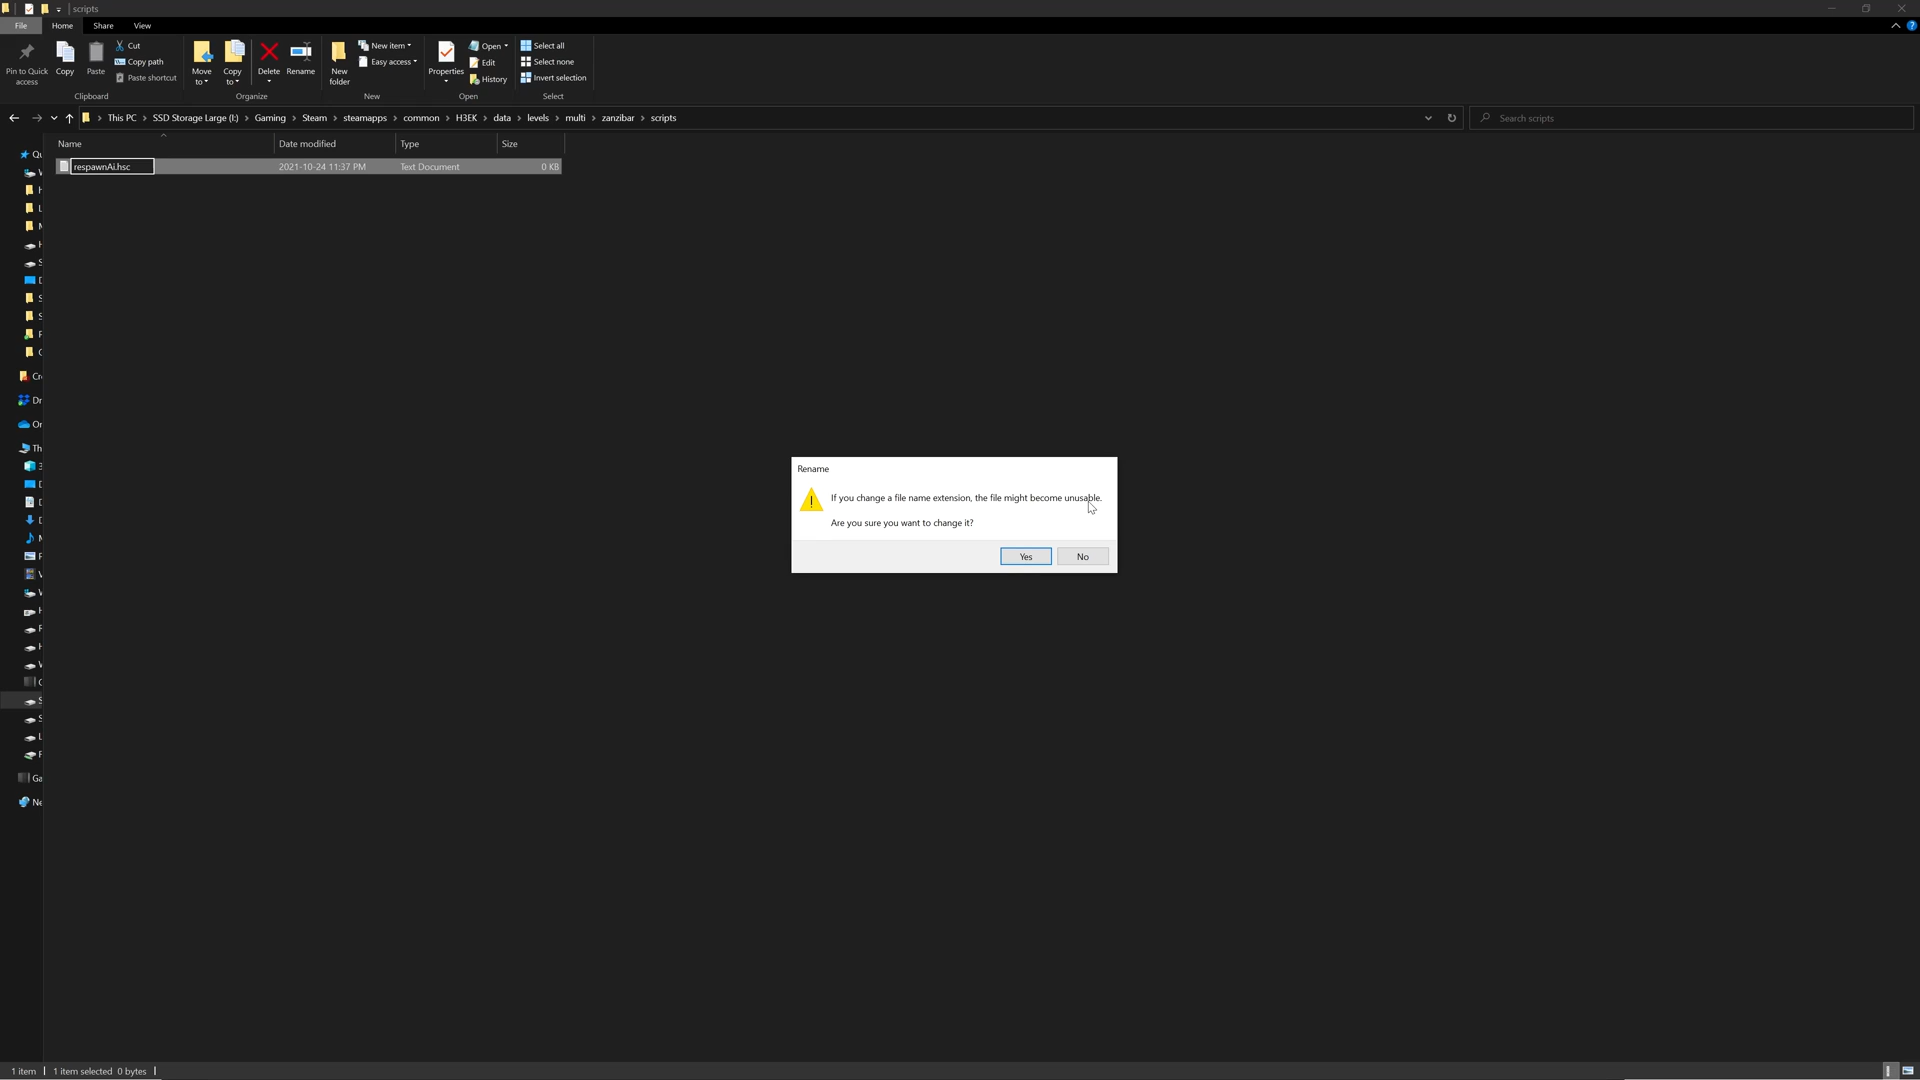 scripts
File Home Share View
Pin to Quick access
Copy
Paste
Cut
Copy path
Paste shortcut
Clipboard
Move to
Copy to
Delete
Rename
Organize
New folder
New item
Easy access
New
Properties
Open
Edit
History
Open
Select all
Select none
Invert selection
Select
This PC > SSD Storage Large (I:) > Gaming > Steam > steamapps > common > H3EK > data > levels > multi > zanzibar > scripts
Search scripts
Name Date modified Type Size
respawnAi.hsc 2021-10-24 11:37 PM Text Document 0 KB
Rename
If you change a file name extension, the file might become unusable.
Are you sure you want to change it?
Yes No
1 item 1 item selected 0 bytes